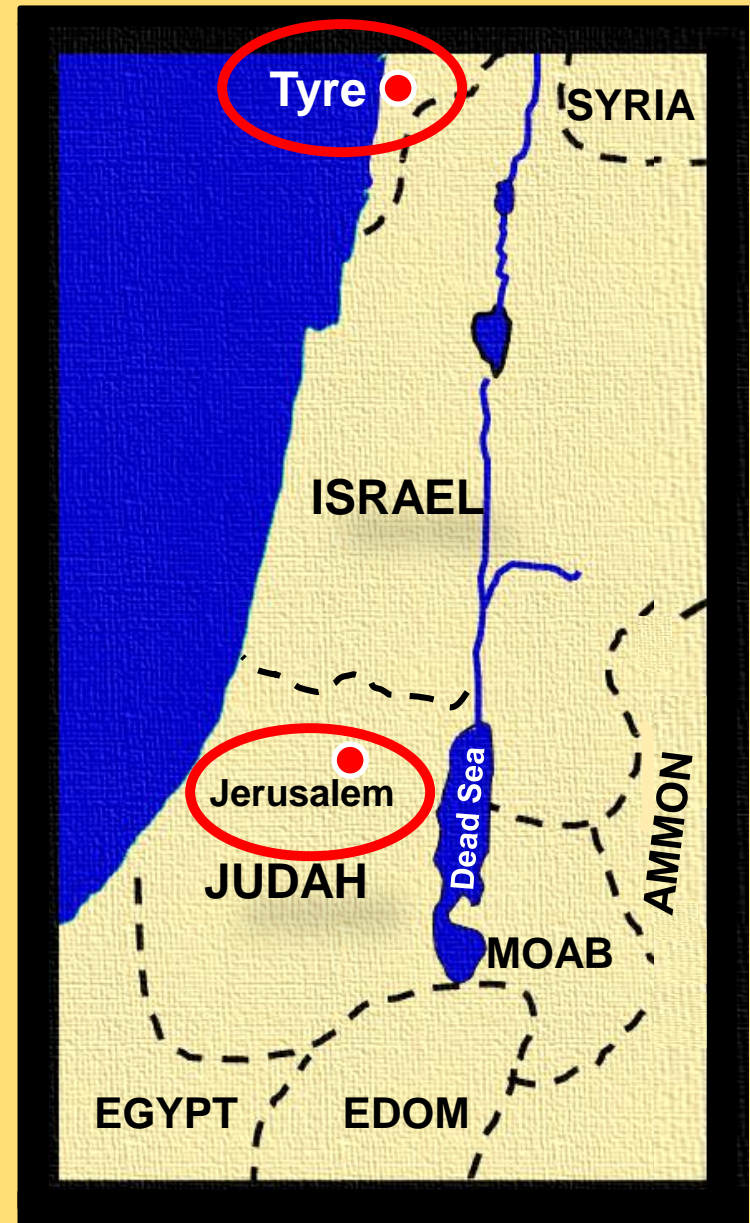 Tyre
SYRIA
ISRAEL
Jerusalem
Dead Sea
AMMON
JUDAH
MOAB
EGYPT
EDOM